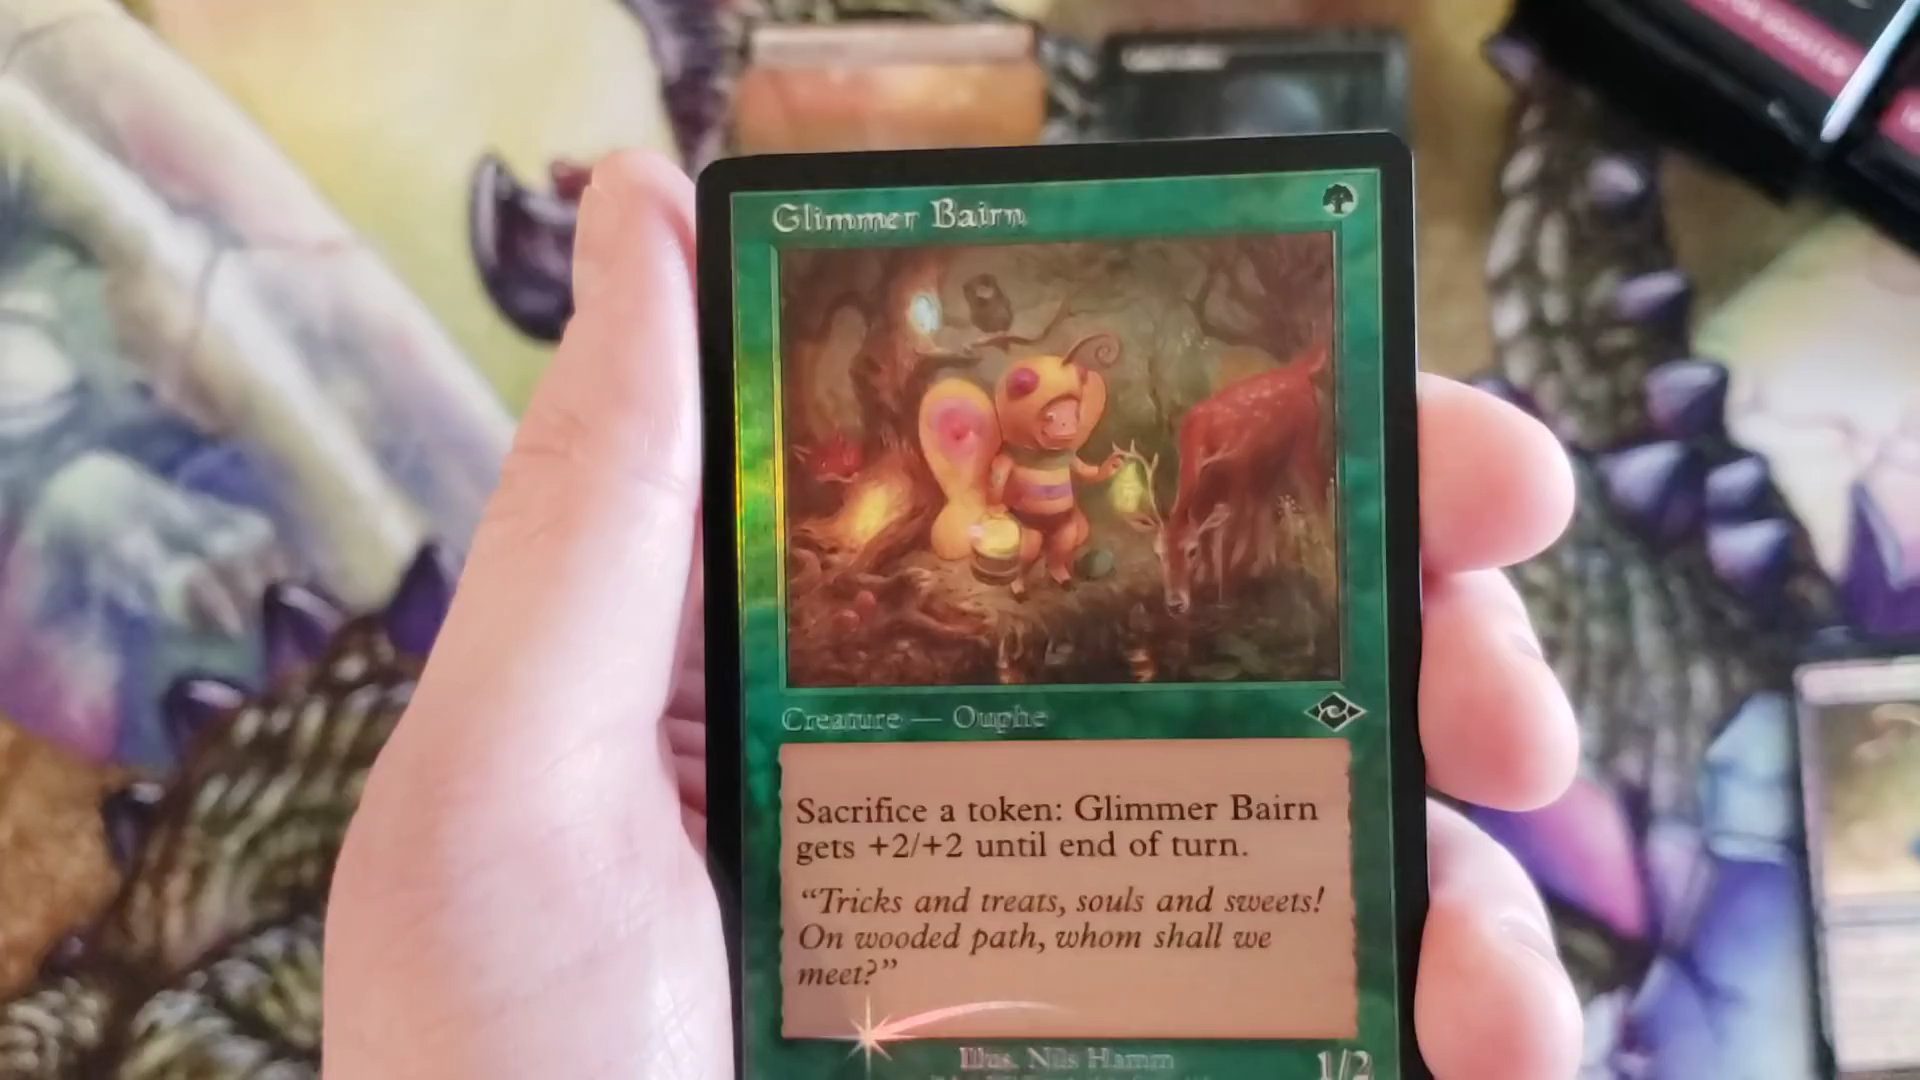 Glimmer Bairn
Creature — Ouphe
Sacrifice a token: Glimmer Bairn
gets +2/+2 until end of turn.
“Tricks and treats, souls and sweets!
On wooded path, whom shall we
meet?”
Illus. Nils Hamm
1/2